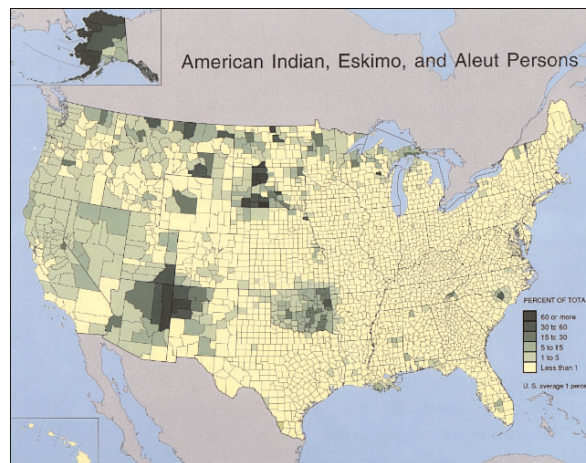 American Indian, Eskimo, and Aleut Persons
PERCENT OF TOTA
60 or more
30 to 60
15 to 30
5 to 15
1 to 5
Less than 1
U. S. average 1 perce